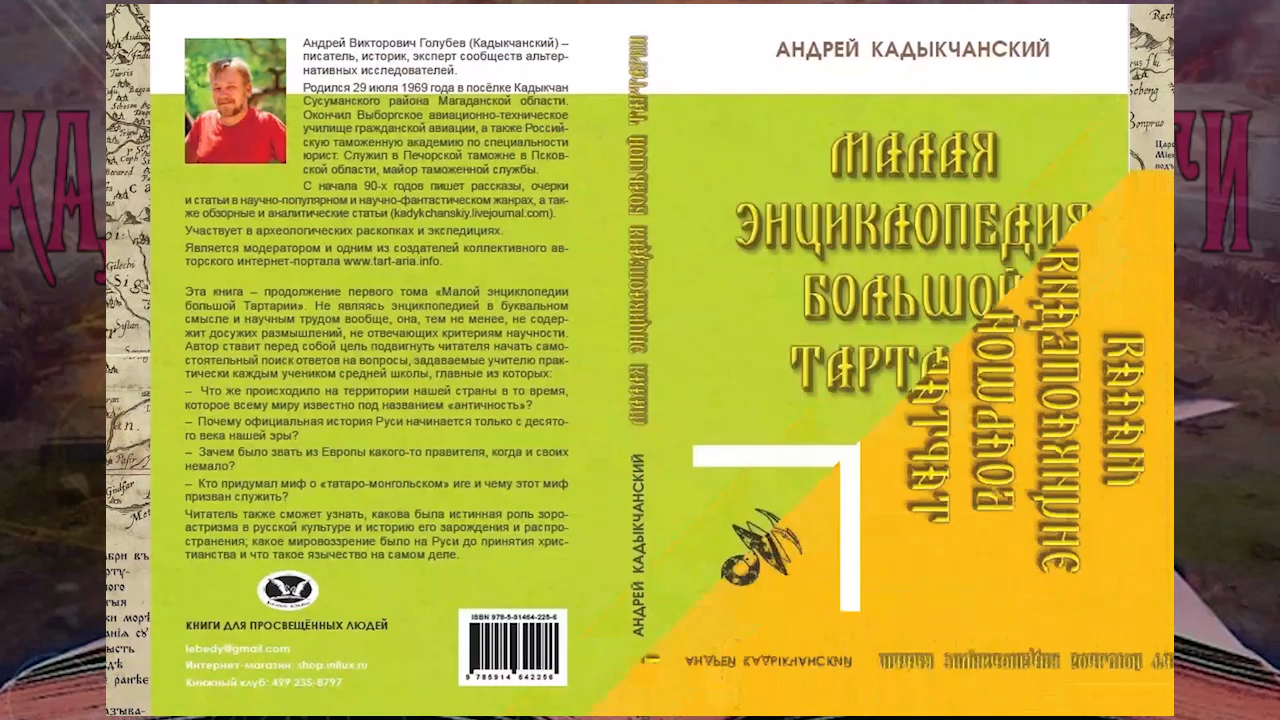 Андрей Викторович Голубев (Кадыкчанский) –
писатель, историк, эксперт сообществ альтер-
нативных исследователей.
Родился 29 июля 1969 года в посёлке Кадыкчан
Сусуманского района Магаданской области.
Окончил Выборгское авиационно-техническое
училище гражданской авиации, а также Россий-
скую таможенную академию по специальности
юрист. Служил в Печорской таможне в Псков-
ской области, майор таможенной службы.
С начала 90-х годов пишет рассказы, очерки
и статьи в научно-популярном и научно-фантастическом жанрах, а так-
же обзорные и аналитические статьи (kadykchanskiy.livejournal.com).
Участвует в археологических раскопках и экспедициях.
Является модератором и одним из создателей коллективного ав-
торского интернет-портала www.tart-aria.info.
Эта книга – продолжение первого тома «Малой энциклопедии
большой Тартарии». Не являясь энциклопедией в буквальном
смысле и научным трудом вообще, она, тем не менее, не содер-
жит досужих размышлений, не отвечающих критериям научности.
Автор ставит перед собой цель подвигнуть читателя начать само-
стоятельный поиск ответов на вопросы, задаваемые учителю прак-
тически каждым учеником средней школы, главные из которых:
– Что же происходило на территории нашей страны в то время,
которое всему миру известно под названием «античность»?
– Почему официальная история Руси начинается только с десято-
го века нашей эры?
– Зачем было звать из Европы какого-то правителя, когда и своих
немало?
– Кто придумал миф о «татаро-монгольском» иге и чему этот миф
призван служить?
Читатель также сможет узнать, какова была истинная роль зоро-
астризма в русской культуре и историю его зарождения и распро-
странения; какое мировоззрение было на Руси до принятия хрис-
тианства и что такое язычество на самом деле.
КНИГИ ДЛЯ ПРОСВЕЩЁННЫХ ЛЮДЕЙ
lebedy@gmail.com
Интернет-магазин: shop.influx.ru
Книжный клуб: 499 235-8797
ISBN 978-5-91464-225-6
9 785914 642256
АНДРЕЙ КАДЫКЧАНСКИЙ
МАЛАЯ ЭНЦИКЛОПЕДИЯ БОЛЬШОЙ ТАРТАРИИ
АНДРЕЙ КАДЫКЧАНСКИЙ
МАЛАЯ
ЭНЦИКЛОПЕДИЯ
БОЛЬШОЙ
ТАРТА